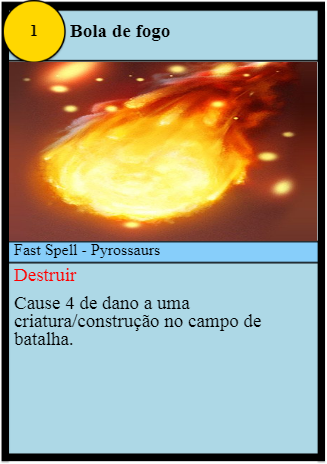 1 Bola de fogo
Fast Spell - Pyrossaurs
Destruir
Cause 4 de dano a uma
criatura/construção no campo de
batalha.